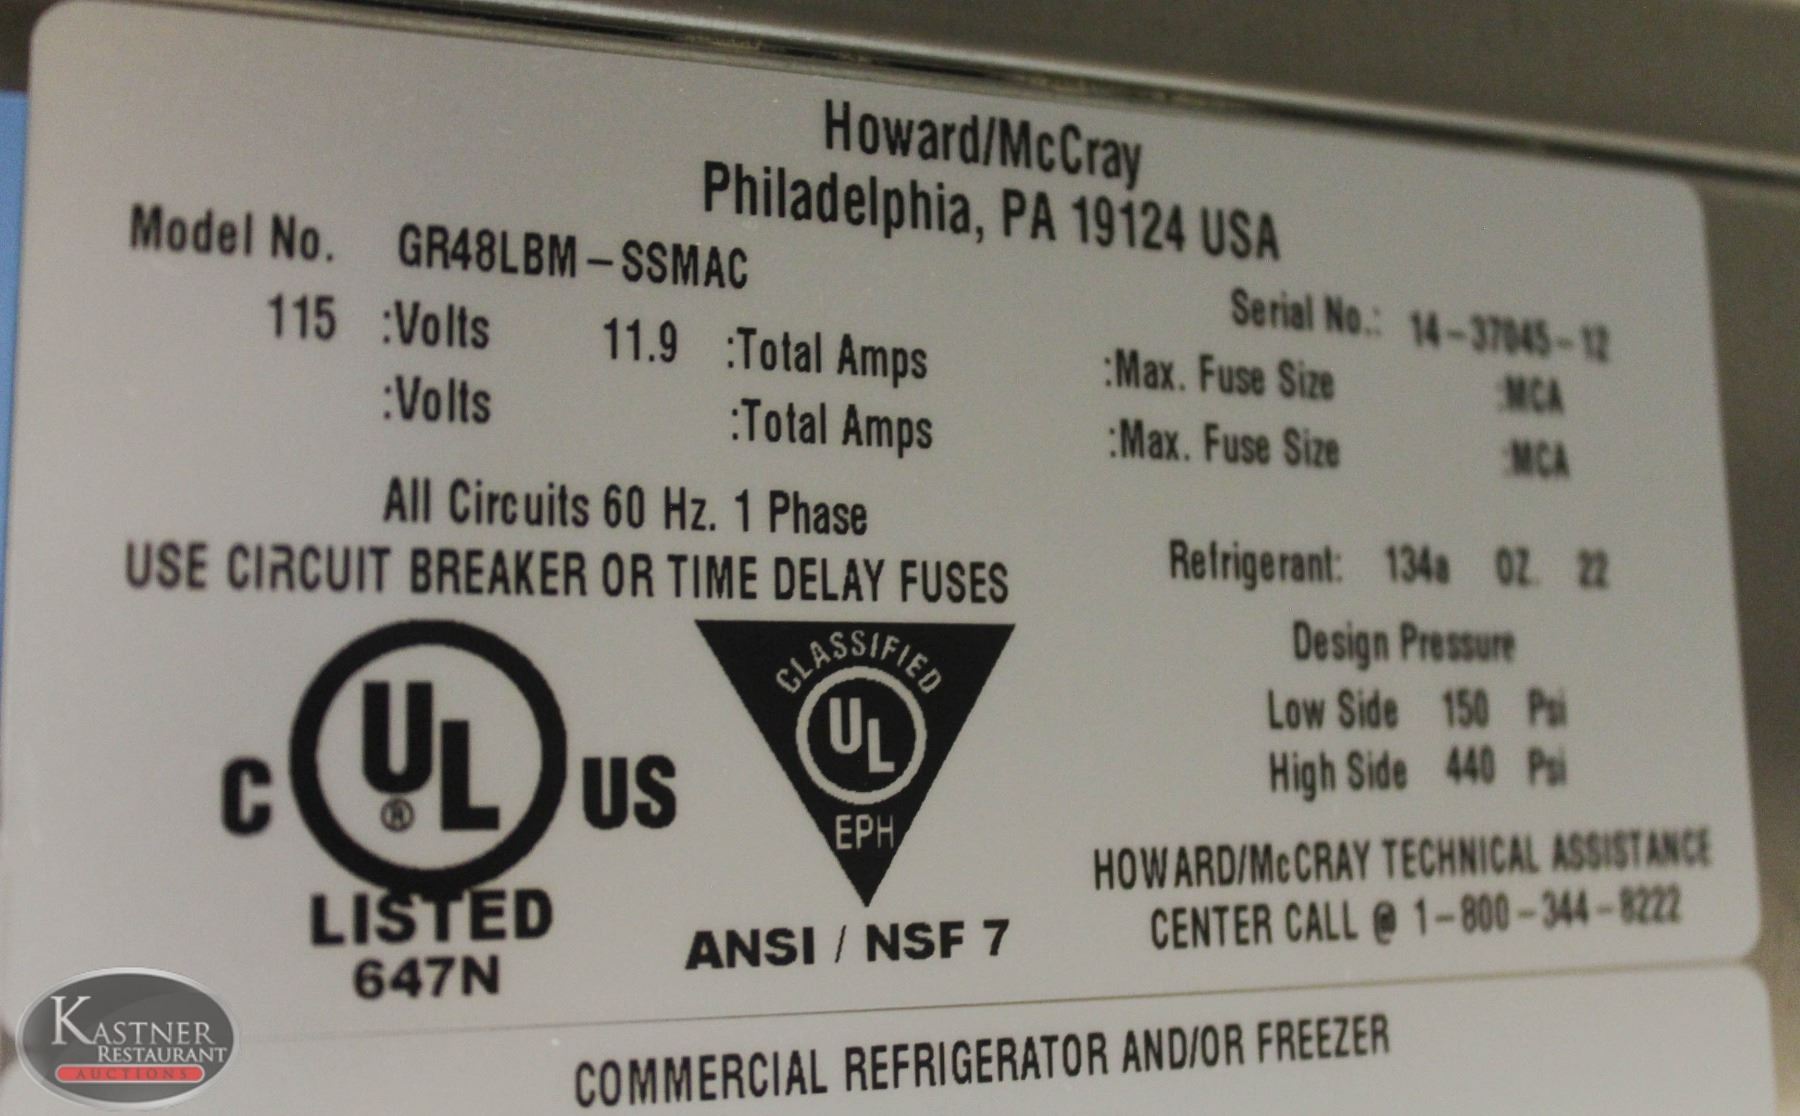 Howard/McCray
Philadelphia, PA 19124 USA
Model No. GR48LBM-SSMAC
Serial No.: 14-37045-12
115 :Volts 11.9 :Total Amps :Max. Fuse Size :MCA
:Volts :Total Amps :Max. Fuse Size :MCA
All Circuits 60 Hz. 1 Phase
USE CIRCUIT BREAKER OR TIME DELAY FUSES
Refrigerant: 134a OZ. 22
Design Pressure
Low Side 150 Psi
High Side 440 Psi
C UL ® US
LISTED
647N
CLASSIFIED
UL
EPH
ANSI / NSF 7
HOWARD/McCRAY TECHNICAL ASSISTANCE
CENTER CALL @ 1-800-344-8222
COMMERCIAL REFRIGERATOR AND/OR FREEZER
KASTNER
RESTAURANT
AUCTIONS